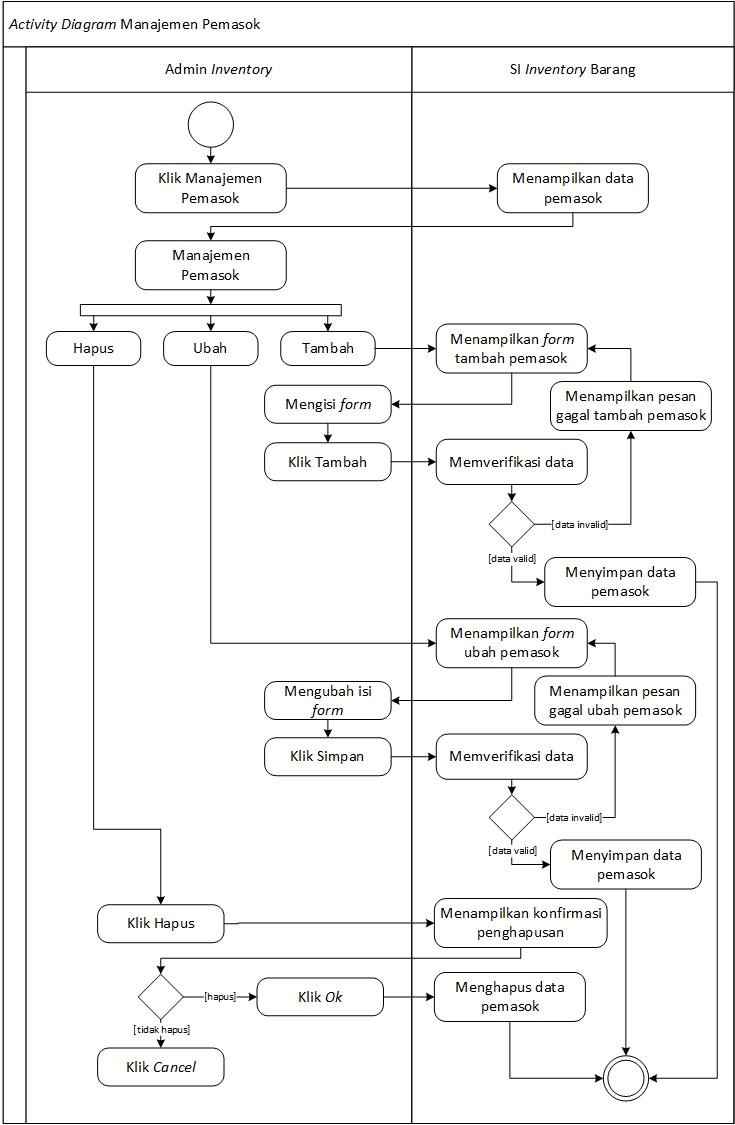 Activity Diagram Manajemen Pemasok
Admin Inventory
SI Inventory Barang
Klik Manajemen
Pemasok
Menampilkan data
pemasok
Manajemen
Pemasok
Hapus
Ubah
Tambah
Menampilkan form
tambah pemasok
Menampilkan pesan
gagal tambah pemasok
Mengisi form
Klik Tambah
Memverifikasi data
[data invalid]
[data valid]
Menyimpan data
pemasok
Menampilkan form
ubah pemasok
Menampilkan pesan
gagal ubah pemasok
Mengubah isi
form
Klik Simpan
Memverifikasi data
[data invalid]
[data valid]
Menyimpan data
pemasok
Klik Hapus
Menampilkan konfirmasi
penghapusan
[hapus]
Klik Ok
Menghapus data
pemasok
[tidak hapus]
Klik Cancel